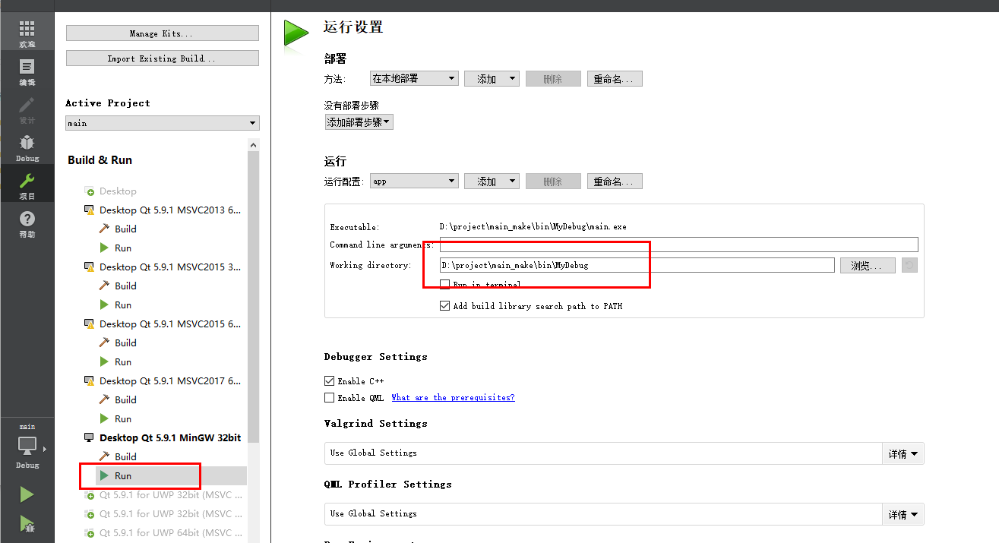 欢迎
编辑
设计
Debug
项目
帮助
main
Debug
Manage Kits...
Import Existing Build...
Active Project
main
Build & Run
Desktop
Desktop Qt 5.9.1 MSVC2013 6...
Build
Run
Desktop Qt 5.9.1 MSVC2015 3...
Build
Run
Desktop Qt 5.9.1 MSVC2015 6...
Build
Run
Desktop Qt 5.9.1 MSVC2017 6...
Build
Run
Desktop Qt 5.9.1 MinGW 32bit
Build
Run
Qt 5.9.1 for UWP 32bit (MSVC ...
Qt 5.9.1 for UWP 32bit (MSVC ...
Qt 5.9.1 for UWP 64bit (MSVC ...
运行设置
部署
方法: 在本地部署 添加 删除 重命名...
没有部署步骤
添加部署步骤
运行
运行配置: app 添加 删除 重命名...
Executable: D:\project\main_make\bin\MyDebug\main.exe
Command line arguments:
Working directory: D:\project\main_make\bin\MyDebug 浏览...
Run in terminal
Add build library search path to PATH
Debugger Settings
Enable C++
Enable QML What are the prerequisites?
Valgrind Settings
Use Global Settings 详情
QML Profiler Settings
Use Global Settings 详情